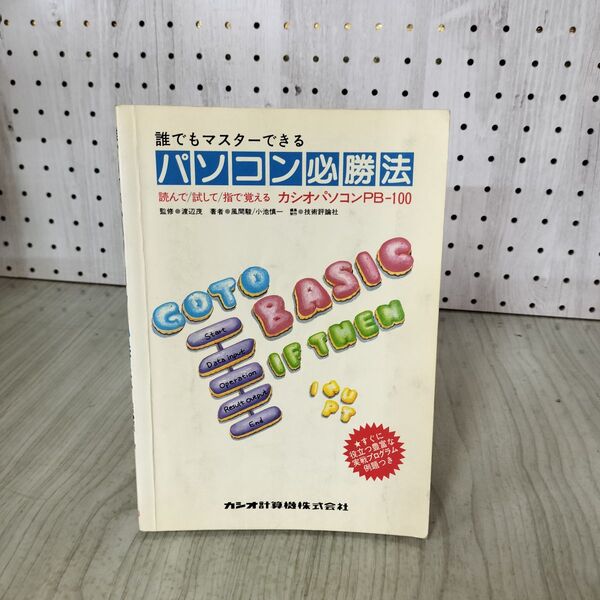 誰でもマスターできる
パソコン必勝法
読んで/試して/指で覚える カシオパソコンPB-100
監修●渡辺茂 著者●風間駿/小池慎一 ●技術評論社
GOTO
BASIC
IF THEN
Start
Data input
Operation
Result Output
End
★すぐに
役立つ豊富な
実戦プログラム
例題つき
カシオ計算機株式会社